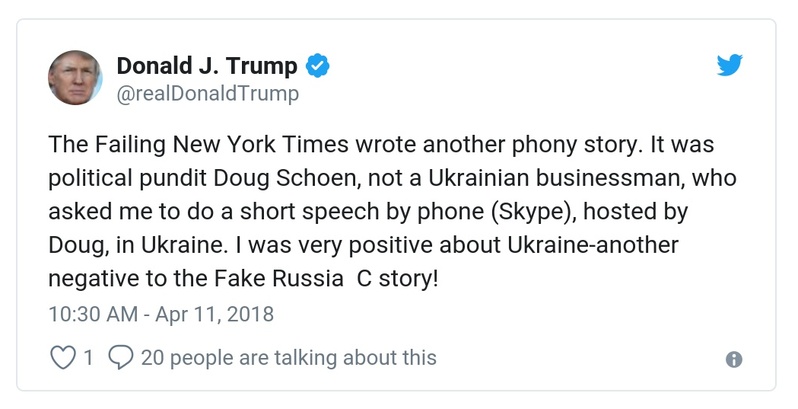 Donald J. Trump
@realDonaldTrump
The Failing New York Times wrote another phony story. It was
political pundit Doug Schoen, not a Ukrainian businessman, who
asked me to do a short speech by phone (Skype), hosted by
Doug, in Ukraine. I was very positive about Ukraine-another
negative to the Fake Russia  C story!
10:30 AM - Apr 11, 2018
1 20 people are talking about this